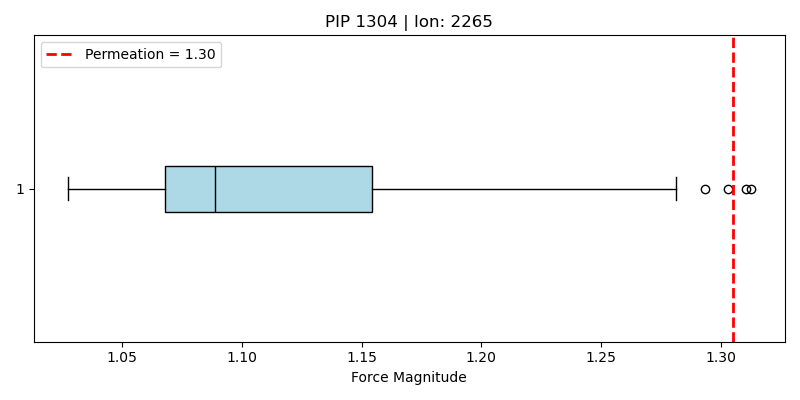 PIP 1304 | Ion: 2265
Permeation = 1.30
1
1.05 1.10 1.15 1.20 1.25 1.30
Force Magnitude